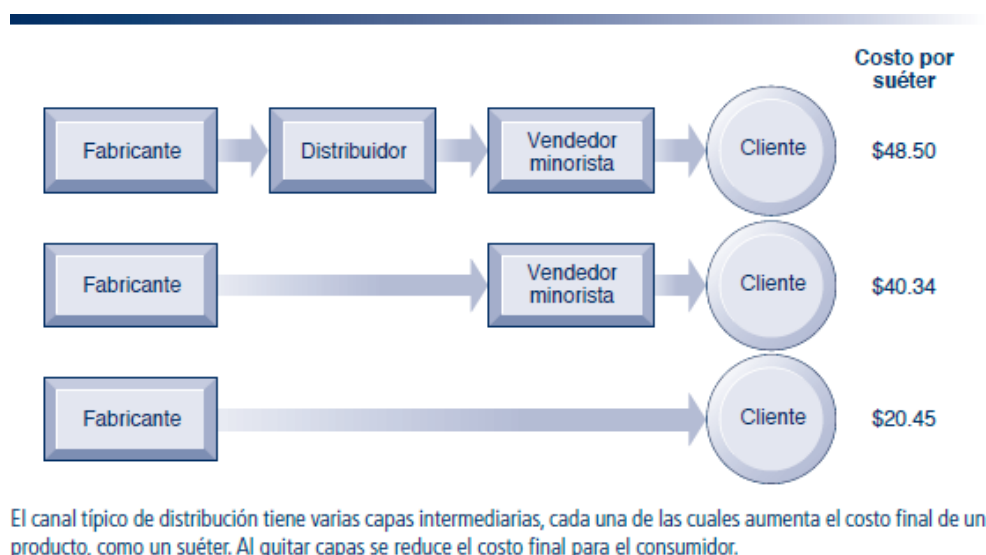 Costo por
suéter
Fabricante
Distribuidor
Vendedor
minorista
Cliente
$48.50
Fabricante
Vendedor
minorista
Cliente
$40.34
Fabricante
Cliente
$20.45
El canal típico de distribución tiene varias capas intermediarias, cada una de las cuales aumenta el costo final de un
producto, como un suéter. Al quitar capas se reduce el costo final para el consumidor.